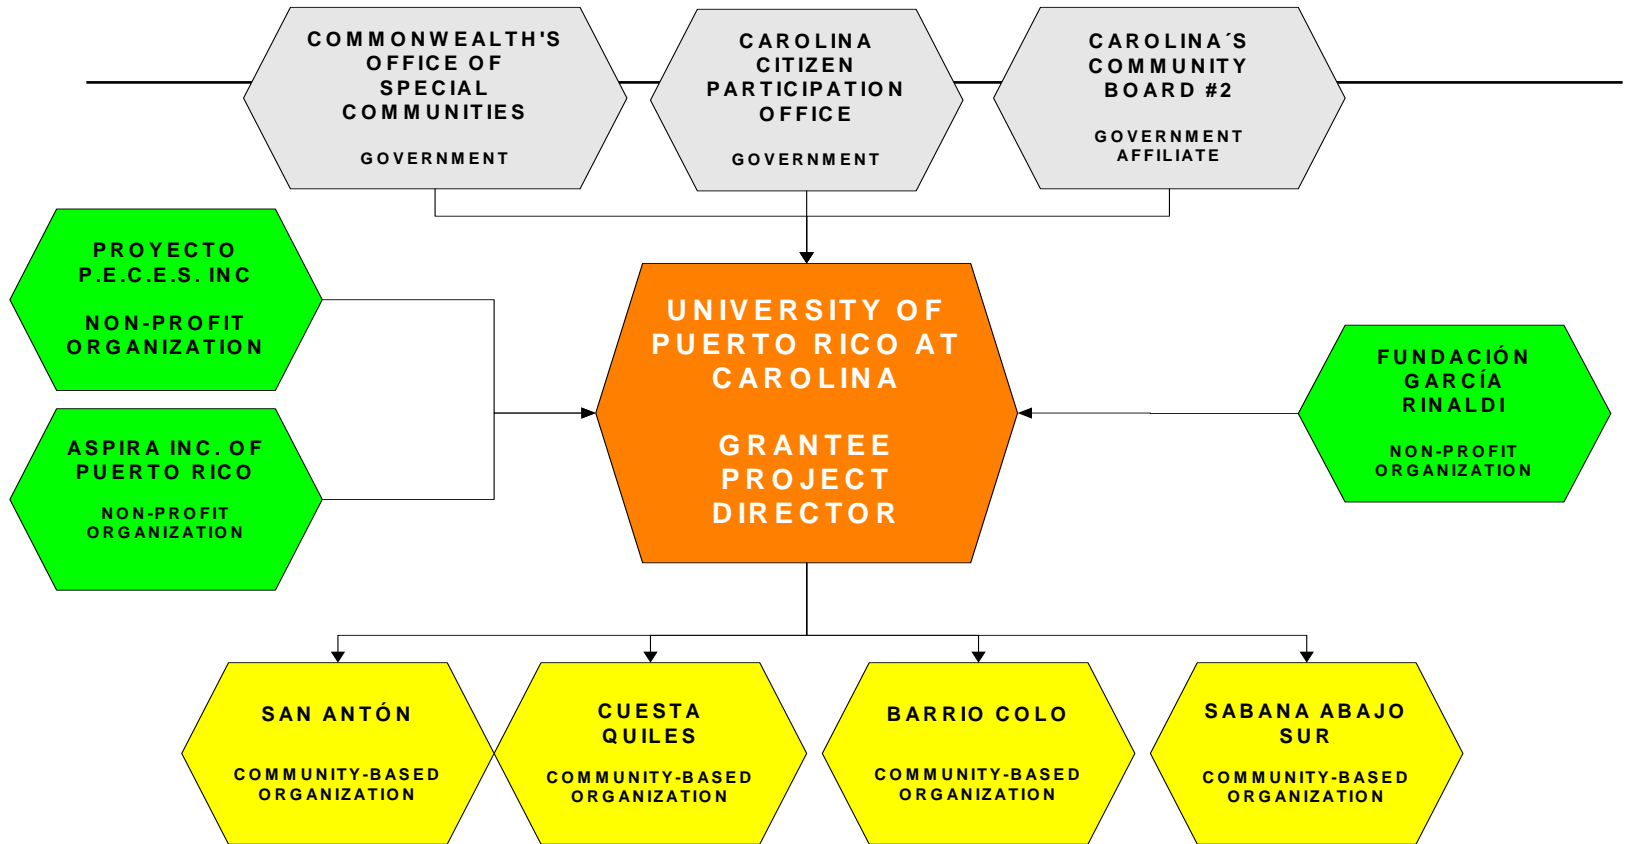 COMMONWEALTH'S
OFFICE OF
SPECIAL
COMMUNITIES
GOVERNMENT
CAROLINA
CITIZEN
PARTICIPATION
OFFICE
GOVERNMENT
CAROLINA´S
COMMUNITY
BOARD #2
GOVERNMENT
AFFILIATE
PROYECTO
P.E.C.E.S. INC
NON-PROFIT
ORGANIZATION
ASPIRA INC. OF
PUERTO RICO
NON-PROFIT
ORGANIZATION
UNIVERSITY OF
PUERTO RICO AT
CAROLINA
GRANTEE
PROJECT
DIRECTOR
FUNDACIÓN
GARCÍA
RINALDI
NON-PROFIT
ORGANIZATION
SAN ANTÓN
COMMUNITY-BASED
ORGANIZATION
CUESTA
QUILES
COMMUNITY-BASED
ORGANIZATION
BARRIO COLO
COMMUNITY-BASED
ORGANIZATION
SABANA ABAJO
SUR
COMMUNITY-BASED
ORGANIZATION